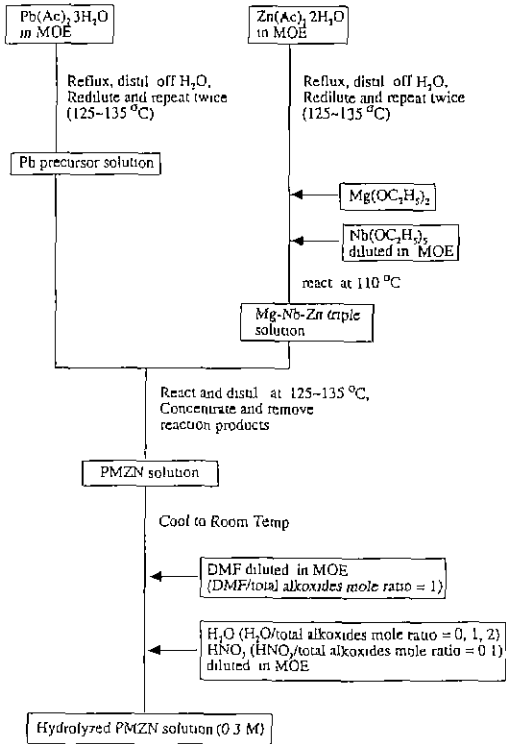 Pb(Ac)₂ 3H₂O
in MOE
Zn(Ac)₂ 2H₂O
in MOE
Reflux, distil off H₂O,
Redilute and repeat twice
(125~135 °C)
Reflux, distil off H₂O,
Redilute and repeat twice
(125~135 °C)
Pb precursor solution
Mg(OC₂H₅)₂
Nb(OC₂H₅)₅
diluted in MOE
react at 110 °C
Mg-Nb-Zn triple
solution
React and distil at 125~135 °C,
Concentrate and remove
reaction products
PMZN solution
Cool to Room Temp
DMF diluted in MOE
(DMF/total alkoxides mole ratio = 1)
H₂O (H₂O/total alkoxides mole ratio = 0, 1, 2)
HNO₃ (HNO₃/total alkoxides mole ratio = 0 1)
diluted in MOE
Hydrolyzed PMZN solution (0 3 M)